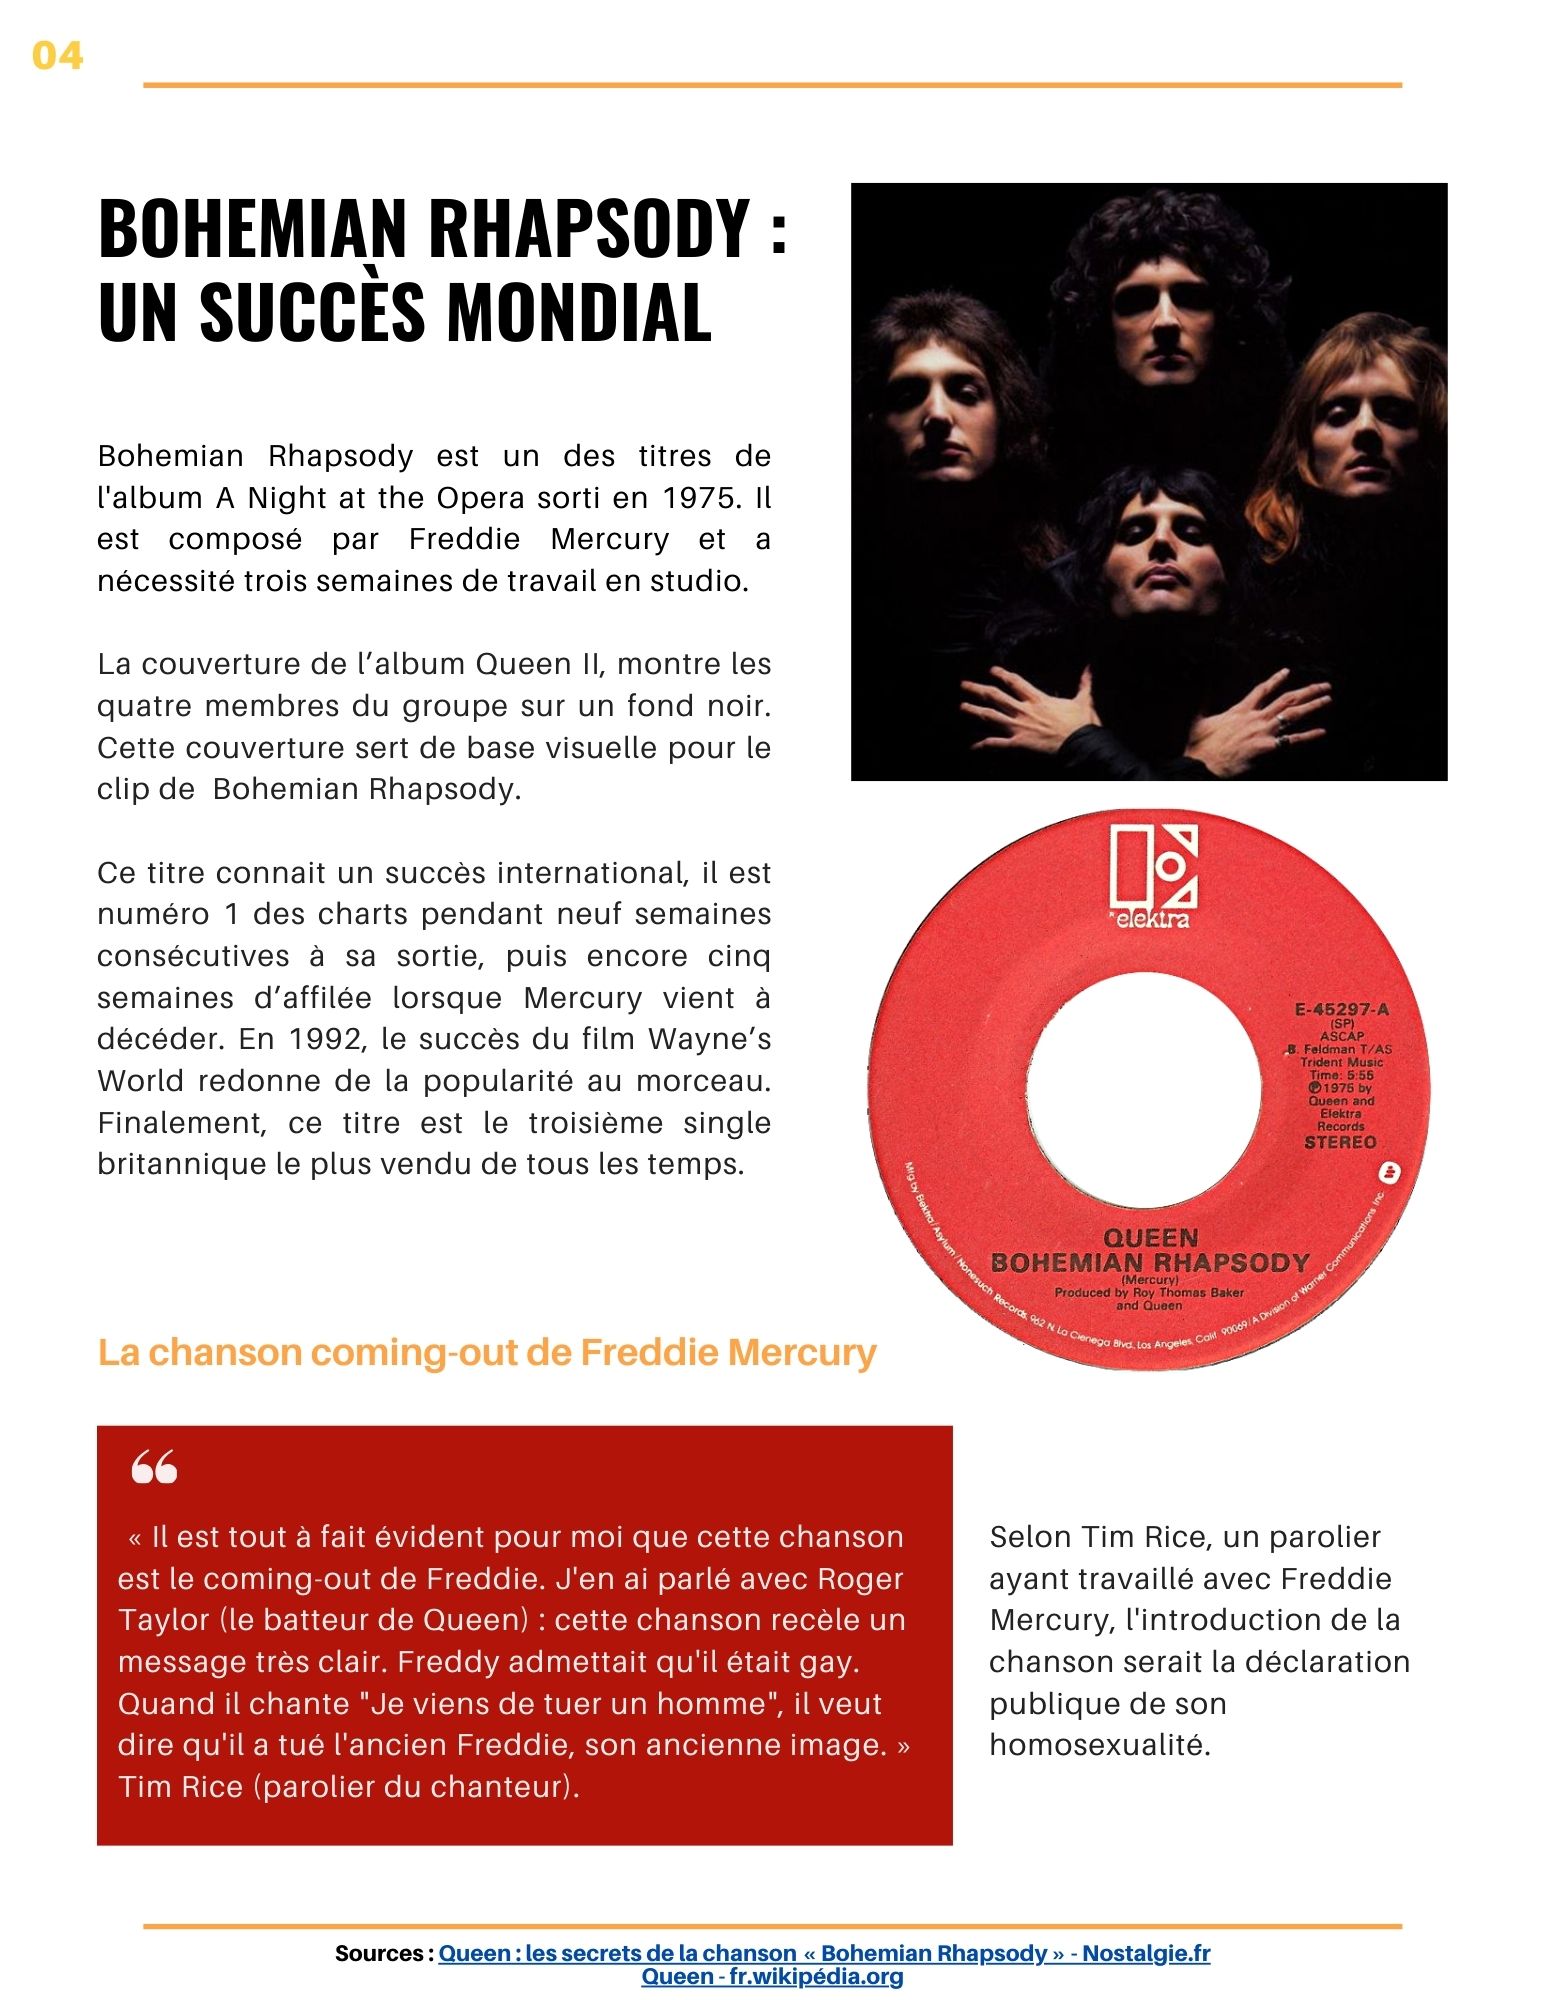 04
BOHEMIAN RHAPSODY :
UN SUCCÈS MONDIAL
Bohemian Rhapsody est un des titres de
l'album A Night at the Opera sorti en 1975. Il
est composé par Freddie Mercury et a
nécessité trois semaines de travail en studio.
La couverture de l’album Queen II, montre les
quatre membres du groupe sur un fond noir.
Cette couverture sert de base visuelle pour le
clip de  Bohemian Rhapsody.
Ce titre connait un succès international, il est
numéro 1 des charts pendant neuf semaines
consécutives à sa sortie, puis encore cinq
semaines d’affilée lorsque Mercury vient à
décéder. En 1992, le succès du film Wayne’s
World redonne de la popularité au morceau.
Finalement, ce titre est le troisième single
britannique le plus vendu de tous les temps.
elektra
E-45297-A
(SP)
ASCAP
B. Feldman T/AS
Trident Music
Time: 5:55
℗1975 by
Queen and
Elektra
Records
STEREO
QUEEN
BOHEMIAN RHAPSODY
(Mercury)
Produced by Roy Thomas Baker
and Queen
Mfg by Elektra/Asylum/Nonesuch Records, 962 N. La Cienega Blvd., Los Angeles, Calif. 90069/A Division of Warner Communications Inc.
La chanson coming-out de Freddie Mercury
“
« Il est tout à fait évident pour moi que cette chanson
est le coming-out de Freddie. J'en ai parlé avec Roger
Taylor (le batteur de Queen) : cette chanson recèle un
message très clair. Freddy admettait qu'il était gay.
Quand il chante "Je viens de tuer un homme", il veut
dire qu'il a tué l'ancien Freddie, son ancienne image. »
Tim Rice (parolier du chanteur).
Selon Tim Rice, un parolier
ayant travaillé avec Freddie
Mercury, l'introduction de la
chanson serait la déclaration
publique de son
homosexualité.
Sources : Queen : les secrets de la chanson « Bohemian Rhapsody » - Nostalgie.fr
Queen - fr.wikipédia.org